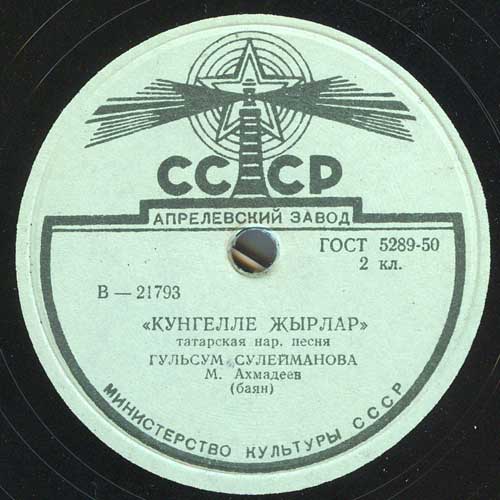 СССР
АПРЕЛЕВСКИЙ ЗАВОД
ГОСТ 5289-50
2 кл.
В — 21793
«КУНГЕЛЛЕ ЖЫРЛАР»
татарская нар. песня
ГУЛЬСУМ СУЛЕЙМАНОВА
М. Ахмадеев
(баян)
МИНИСТЕРСТВО КУЛЬТУРЫ СССР